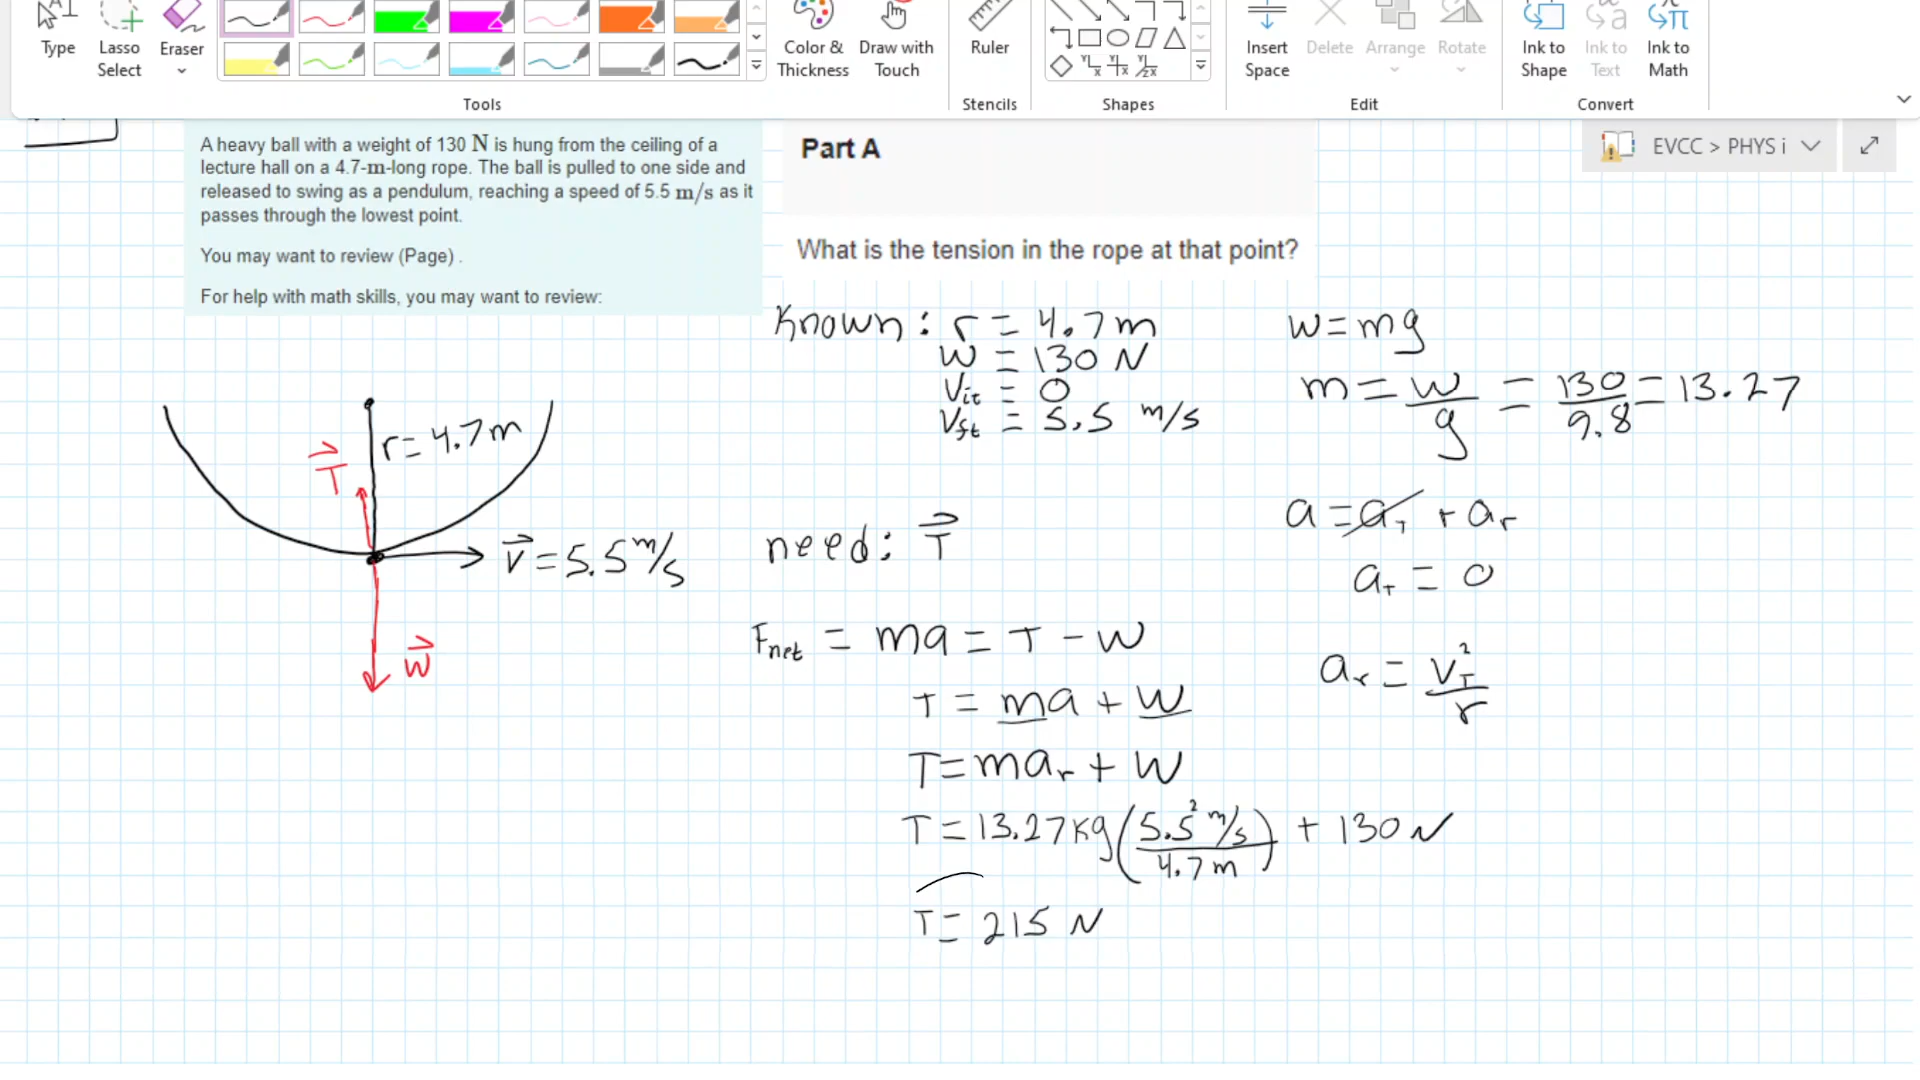 Type
Lasso Select
Eraser
Tools
Color & Thickness
Draw with Touch
Ruler
Stencils
Shapes
Insert Space
Delete
Arrange
Rotate
Edit
Ink to Shape
Ink to Text
Ink to Math
Convert
EVCC > PHYS i
A heavy ball with a weight of 130 N is hung from the ceiling of a
lecture hall on a 4.7-m-long rope. The ball is pulled to one side and
released to swing as a pendulum, reaching a speed of 5.5 m/s as it
passes through the lowest point.
You may want to review (Page) .
For help with math skills, you may want to review:
Part A
What is the tension in the rope at that point?
r = 4.7 m
T⃗
v⃗ = 5.5 m/s
w⃗
Known: r = 4.7 m
w = 130 N
Vit = 0
Vft = 5.5 m/s
need: T⃗
Fnet = ma = T - w
T = ma + w
T = mar + w
T = 13.27 kg (5.5² m/s / 4.7 m) + 130 N
T = 215 N
w = mg
m = w/g = 130/9.8 = 13.27
a = aT + ar
aT = 0
ar = vT²/r